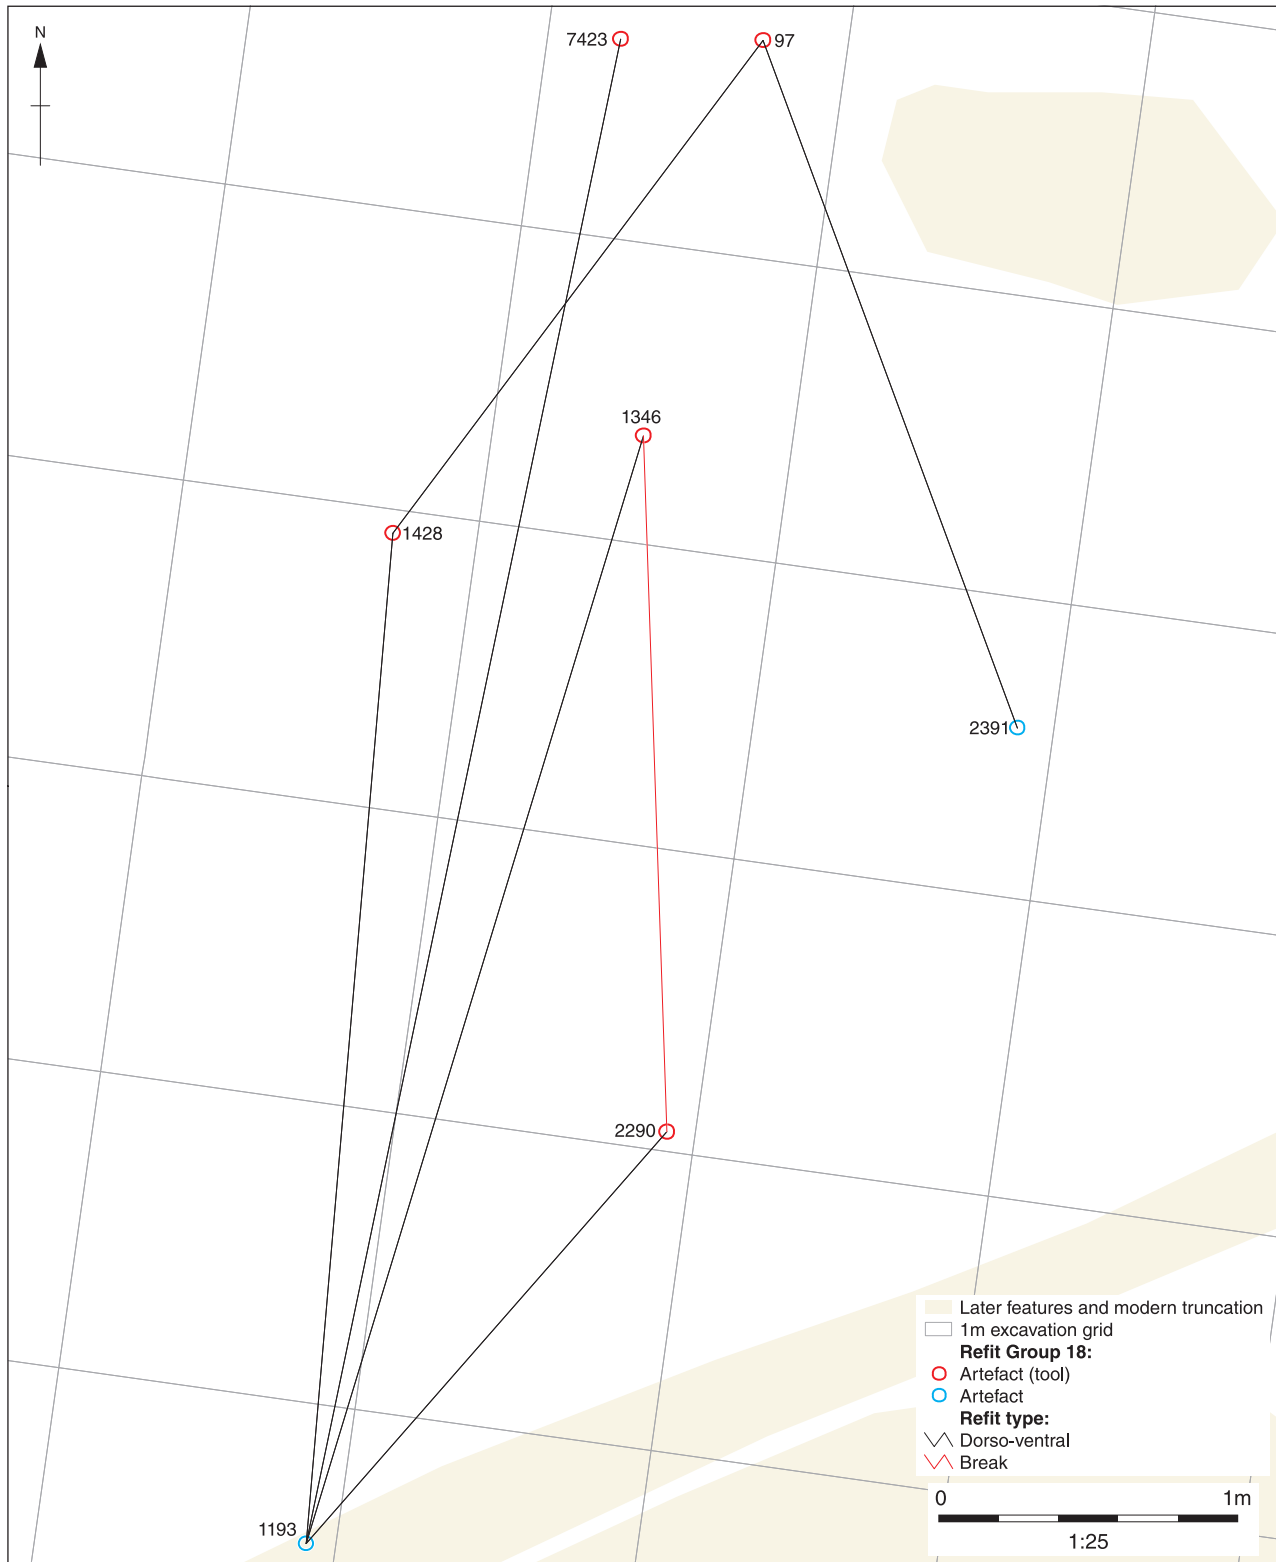 N
7423
97
1346
1428
2391
2290
1193
Later features and modern truncation
1m excavation grid
Refit Group 18:
Artefact (tool)
Artefact
Refit type:
Dorso-ventral
Break
0 1m
1:25